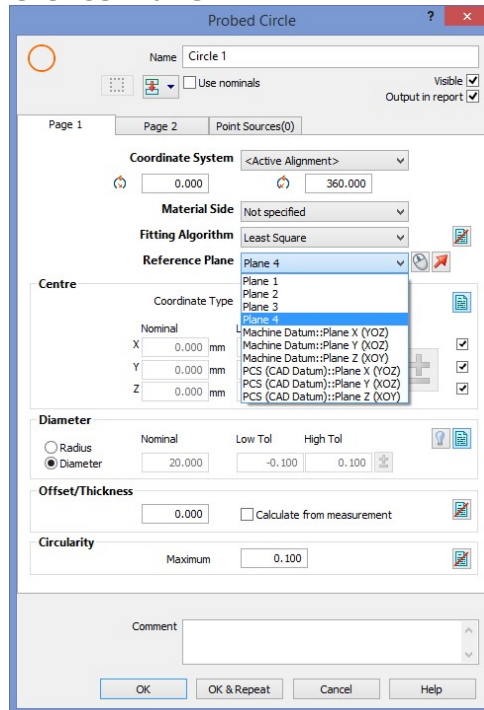 Probed Circle
? ×
Name Circle 1
Use nominals
Visible
Output in report
Page 1 Page 2 Point Sources(0)
Coordinate System <Active Alignment>
0.000 360.000
Material Side Not specified
Fitting Algorithm Least Square
Reference Plane Plane 4
Plane 1
Plane 2
Plane 3
Plane 4
Machine Datum::Plane X (YOZ)
Machine Datum::Plane Y (XOZ)
Machine Datum::Plane Z (XOY)
PCS (CAD Datum)::Plane X (YOZ)
PCS (CAD Datum)::Plane Y (XOZ)
PCS (CAD Datum)::Plane Z (XOY)
Centre
Coordinate Type
Nominal
X 0.000 mm
Y 0.000 mm
Z 0.000 mm
Diameter
Radius
Diameter
Nominal Low Tol High Tol
20.000 -0.100 0.100
Offset/Thickness
0.000 Calculate from measurement
Circularity
Maximum 0.100
Comment
OK OK & Repeat Cancel Help